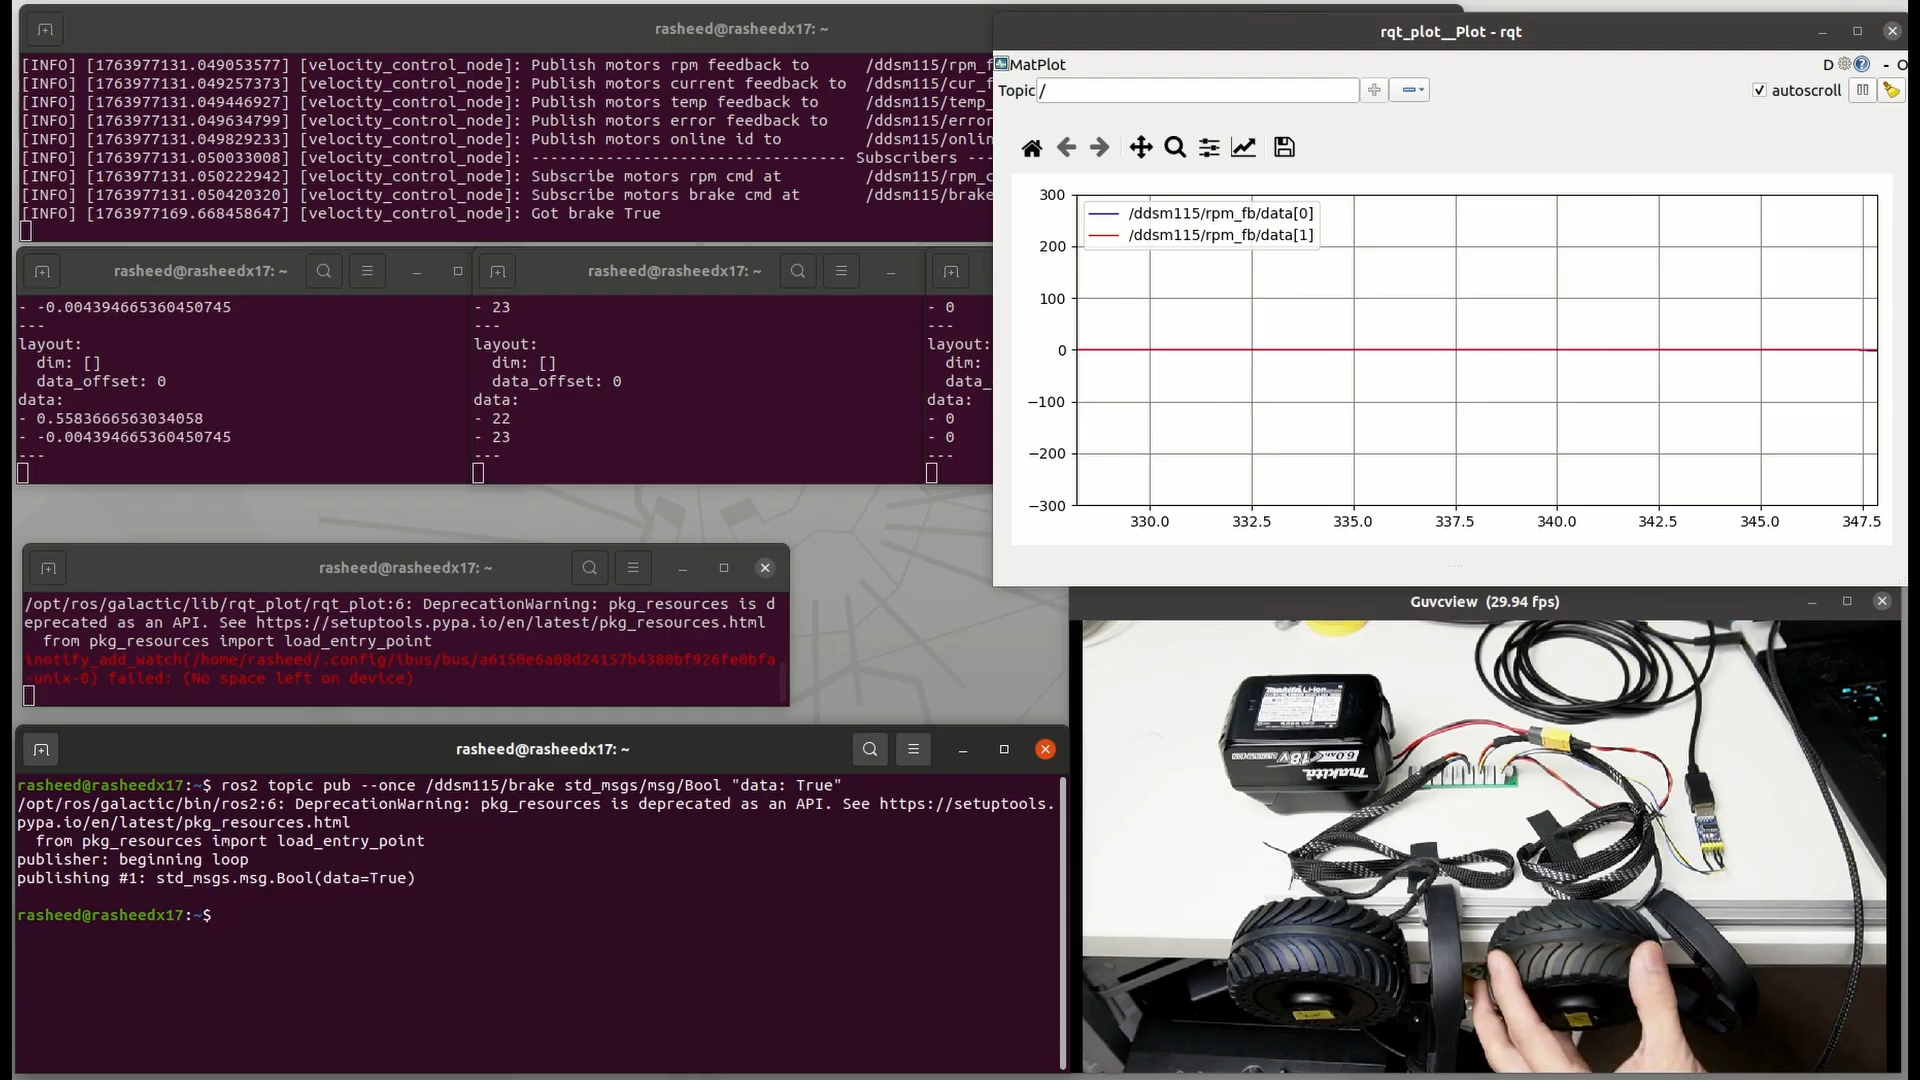 rasheed@rasheedx17: ~
[INFO] [1763977131.049053577] [velocity_control_node]: Publish motors rpm feedback to /ddsm115/rpm_f
[INFO] [1763977131.049257373] [velocity_control_node]: Publish motors current feedback to /ddsm115/cur_f
[INFO] [1763977131.049446927] [velocity_control_node]: Publish motors temp feedback to /ddsm115/temp_
[INFO] [1763977131.049634799] [velocity_control_node]: Publish motors error feedback to /ddsm115/error
[INFO] [1763977131.049829233] [velocity_control_node]: Publish motors online id to /ddsm115/onlin
[INFO] [1763977131.050033008] [velocity_control_node]: ---------------------------------- Subscribers ---
[INFO] [1763977131.050222942] [velocity_control_node]: Subscribe motors rpm cmd at /ddsm115/rpm_c
[INFO] [1763977131.050420320] [velocity_control_node]: Subscribe motors brake cmd at /ddsm115/brake
[INFO] [1763977169.668458647] [velocity_control_node]: Got brake True
rasheed@rasheedx17: ~
- -0.004394665360450745
---
layout:
dim: []
data_offset: 0
data:
- 0.5583666563034058
- -0.004394665360450745
---
rasheed@rasheedx17: ~
- 23
---
layout:
dim: []
data_offset: 0
data:
- 22
- 23
---
- 0
---
layout:
dim:
data_
data:
- 0
- 0
---
rqt_plot__Plot - rqt
MatPlot
D
- O
Topic /
autoscroll
/ddsm115/rpm_fb/data[0]
/ddsm115/rpm_fb/data[1]
300
200
100
0
−100
−200
−300
330.0 332.5 335.0 337.5 340.0 342.5 345.0 347.5
rasheed@rasheedx17: ~
/opt/ros/galactic/lib/rqt_plot/rqt_plot:6: DeprecationWarning: pkg_resources is d
eprecated as an API. See https://setuptools.pypa.io/en/latest/pkg_resources.html
from pkg_resources import load_entry_point
inotify_add_watch(/home/rasheed/.config/ibus/bus/a6150e6a08d24157b4380bf926fe0bfa
-unix-0) failed: (No space left on device)
rasheed@rasheedx17: ~
rasheed@rasheedx17:~$ ros2 topic pub --once /ddsm115/brake std_msgs/msg/Bool "data: True"
/opt/ros/galactic/bin/ros2:6: DeprecationWarning: pkg_resources is deprecated as an API. See https://setuptools.
pypa.io/en/latest/pkg_resources.html
from pkg_resources import load_entry_point
publisher: beginning loop
publishing #1: std_msgs.msg.Bool(data=True)
rasheed@rasheedx17:~$
Guvcview (29.94 fps)
makita Li-ion
makita
18V
6.0Ah